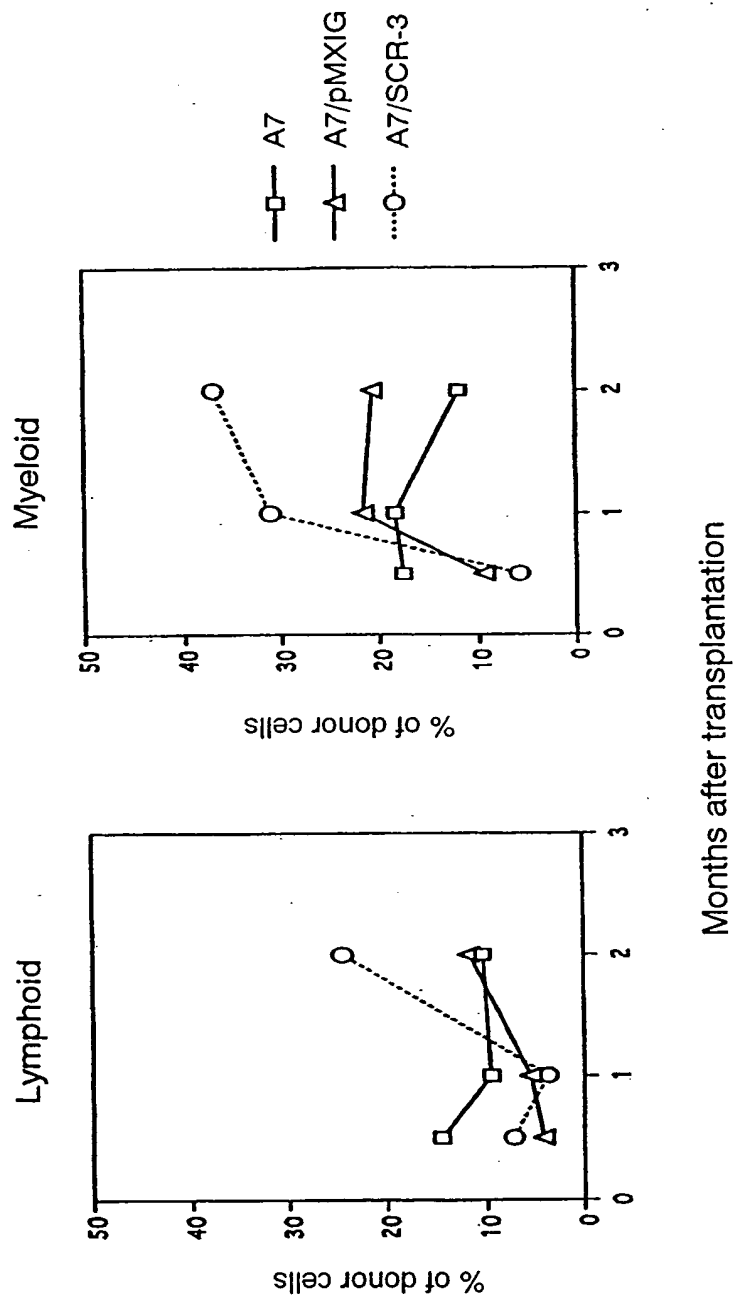 Lymphoid
% of donor cells
50
40
30
20
10
0
0
1
2
3
Myeloid
% of donor cells
50
40
30
20
10
0
0
1
2
3
A7
A7/pMXIG
A7/SCR-3
Months after transplantation